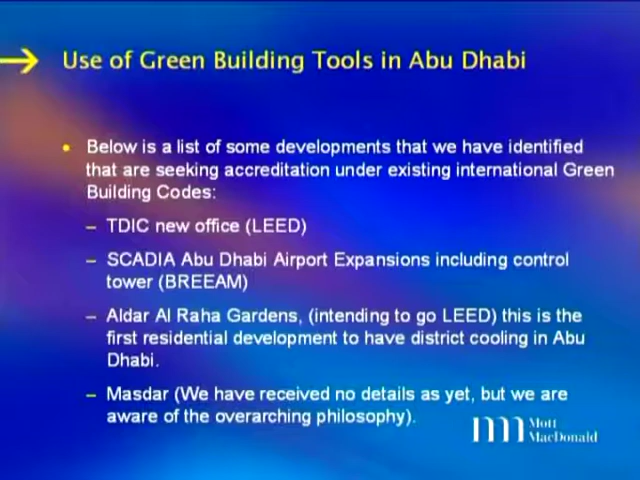 Use of Green Building Tools in Abu Dhabi
• Below is a list of some developments that we have identified
that are seeking accreditation under existing international Green
Building Codes:
– TDIC new office (LEED)
– SCADIA Abu Dhabi Airport Expansions including control
tower (BREEAM)
– Aldar Al Raha Gardens, (intending to go LEED) this is the
first residential development to have district cooling in Abu
Dhabi.
– Masdar (We have received no details as yet, but we are
aware of the overarching philosophy).
Mott
MacDonald